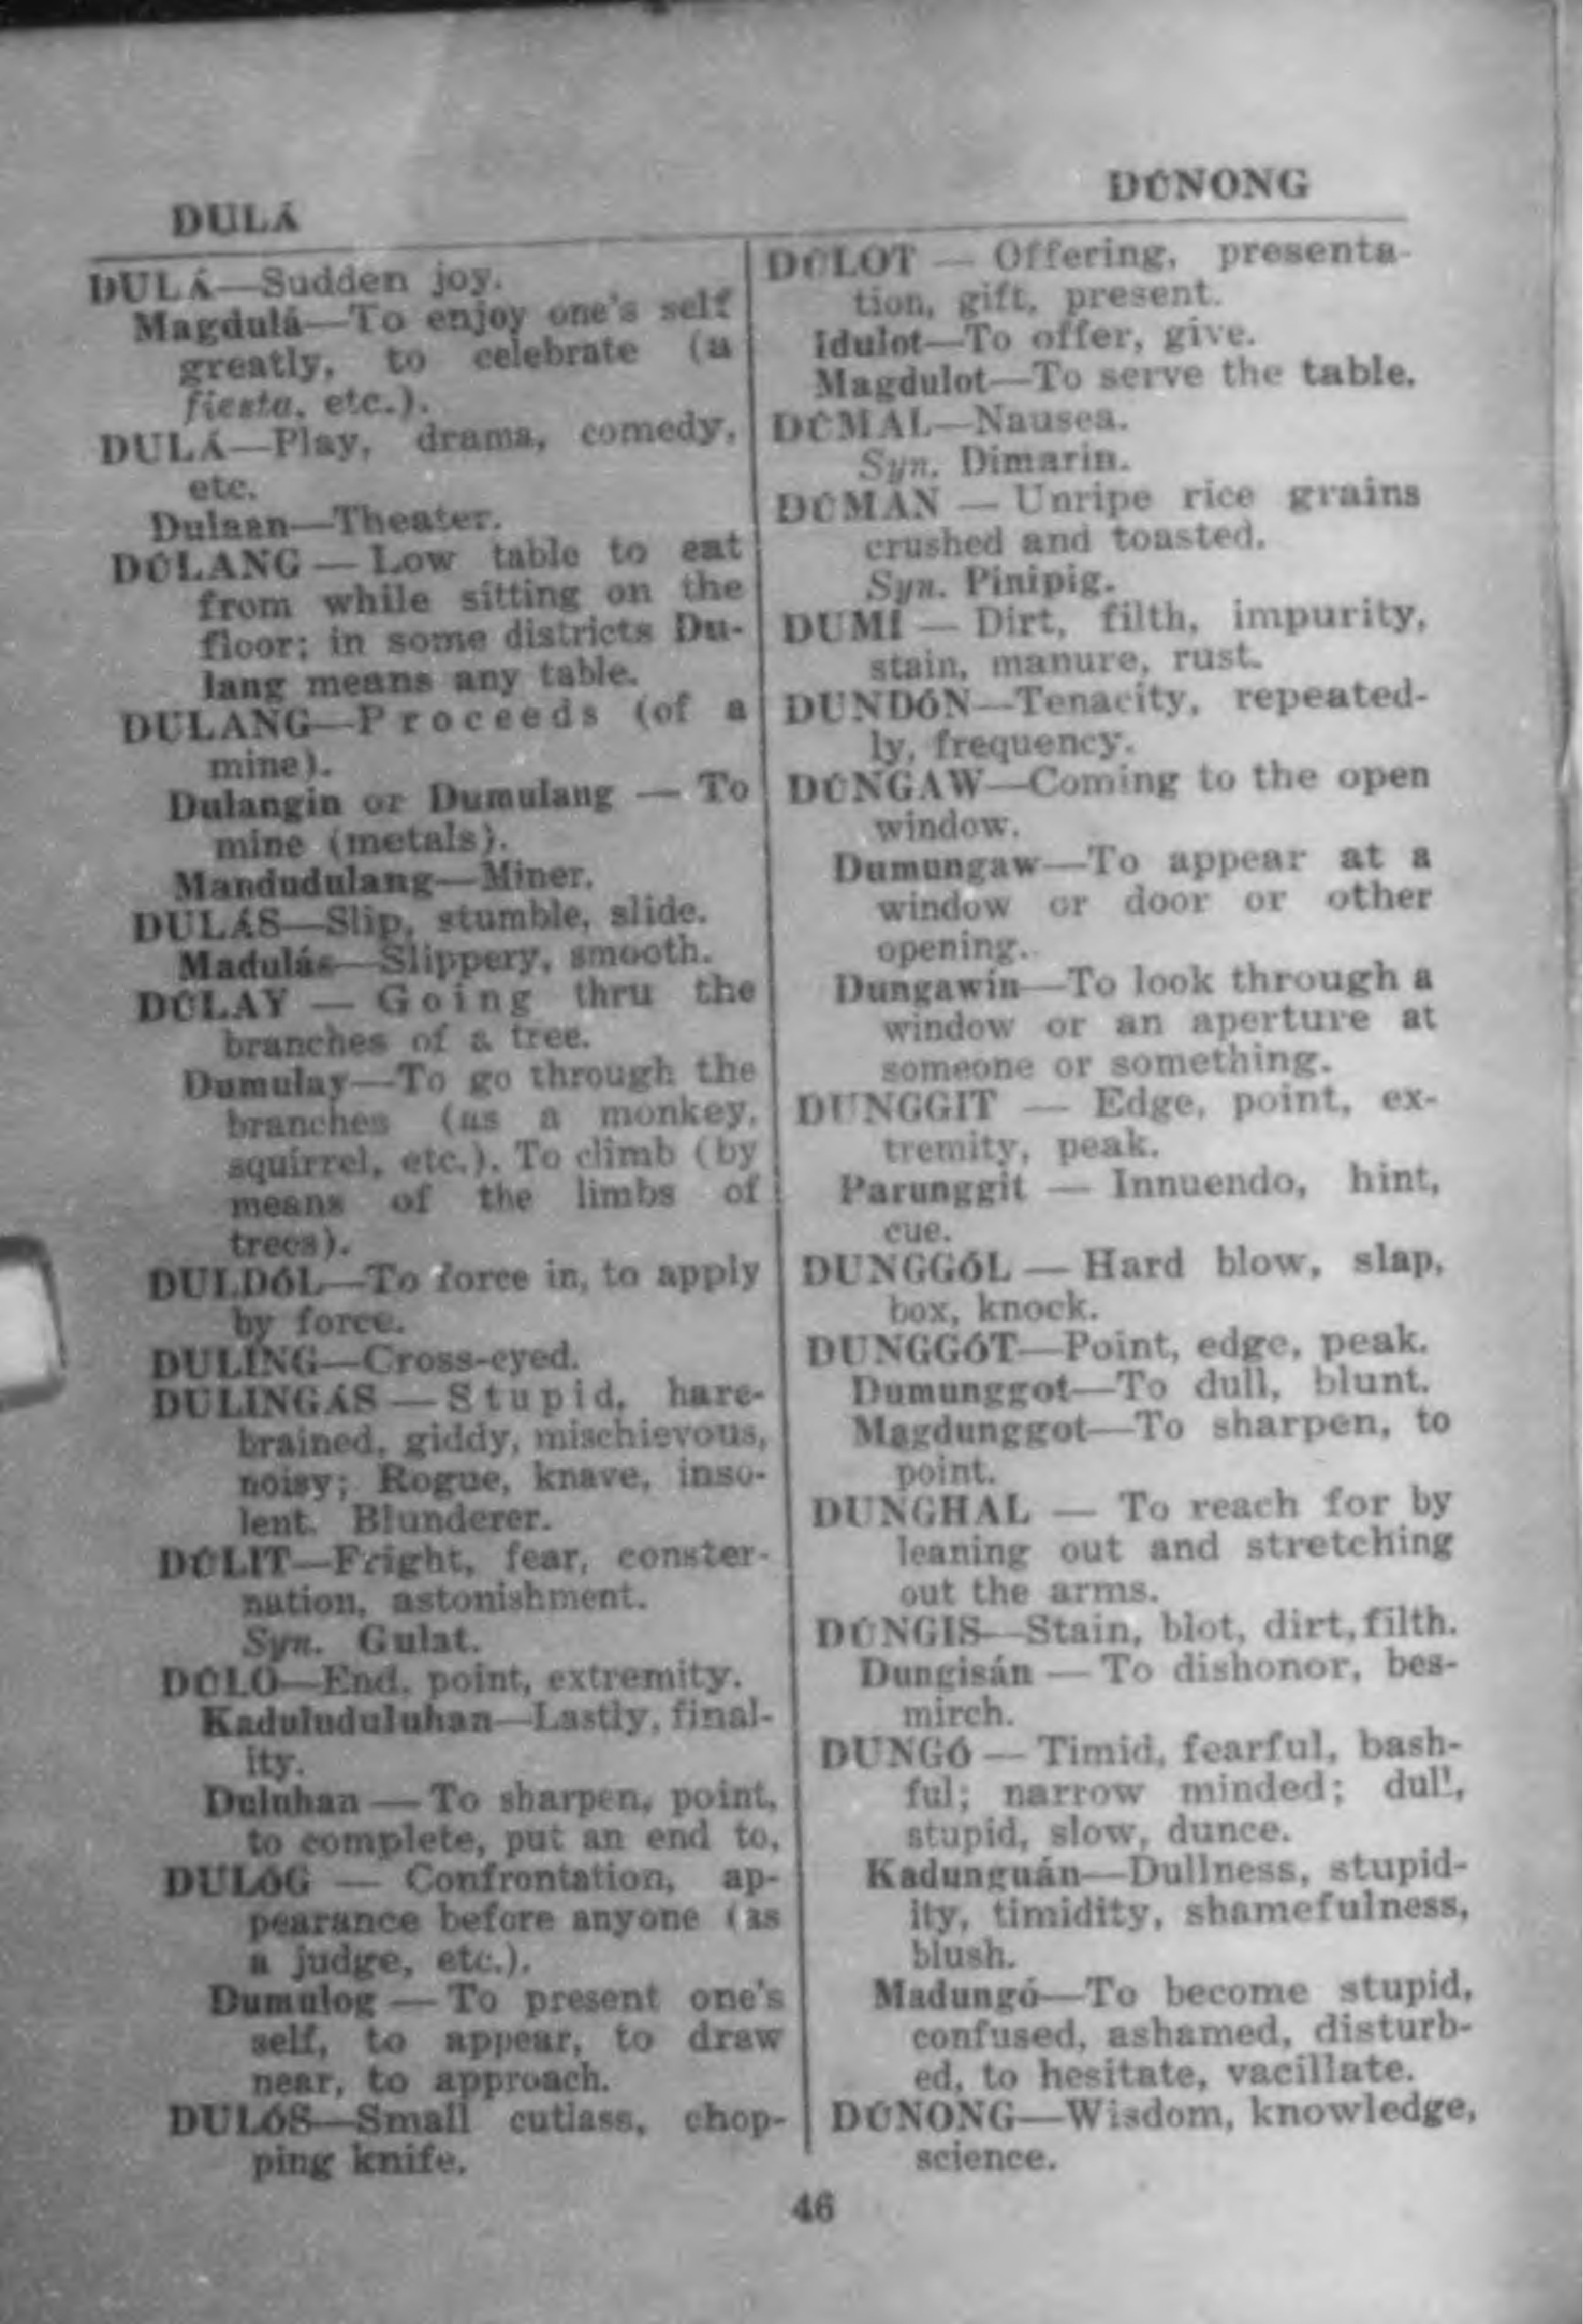 DULÁ
DÚNONG
DULÁ—Sudden joy.
Magdulá—To enjoy one's self
greatly, to celebrate (a
fiesta, etc.).
DULÁ—Play, drama, comedy,
etc.
Dulaan—Theater.
DÚLANG — Low table to eat
from while sitting on the
floor; in some districts Du-
lang means any table.
DULANG—Proceeds (of a
mine).
Dulangin or Dumulang — To
mine (metals).
Mandudulang—Miner.
DULÁS—Slip, stumble, slide.
Madulás—Slippery, smooth.
DÚLAY — Going thru the
branches of a tree.
Dumulay—To go through the
branches (as a monkey,
squirrel, etc.). To climb (by
means of the limbs of
trees).
DULDÓL—To force in, to apply
by force.
DULÍNG—Cross-eyed.
DULINGÁS — Stupid, hare-
brained, giddy, mischievous,
noisy; Rogue, knave, inso-
lent. Blunderer.
DÚLIT—Fright, fear, conster-
nation, astonishment.
Syn. Gulat.
DÚLO—End, point, extremity.
Kaduluduluhan—Lastly, final-
ity.
Duluhan — To sharpen, point,
to complete, put an end to,
DULÓG — Confrontation, ap-
pearance before anyone (as
a judge, etc.).
Dumulog — To present one's
self, to appear, to draw
near, to approach.
DULÓS—Small cutlass, chop-
ping knife.
DÚLOT — Offering, presenta-
tion, gift, present.
Idulot—To offer, give.
Magdulot—To serve the table.
DÚMAL—Nausea.
Syn. Dimarin.
DÚMAN — Unripe rice grains
crushed and toasted.
Syn. Pinipig.
DUMÍ — Dirt, filth, impurity,
stain, manure, rust.
DUNDÓN—Tenacity, repeated-
ly, frequency.
DÚNGAW—Coming to the open
window.
Dumungaw—To appear at a
window or door or other
opening.
Dungawin—To look through a
window or an aperture at
someone or something.
DUNGGIT — Edge, point, ex-
tremity, peak.
Parunggit — Innuendo, hint,
cue.
DUNGGÓL — Hard blow, slap,
box, knock.
DUNGGÓT—Point, edge, peak.
Dumunggot—To dull, blunt.
Magdunggot—To sharpen, to
point.
DUNGHAL — To reach for by
leaning out and stretching
out the arms.
DÚNGIS—Stain, blot, dirt, filth.
Dungisán — To dishonor, bes-
mirch.
DUNGÓ — Timid, fearful, bash-
ful; narrow minded; dull,
stupid, slow, dunce.
Kadunguán—Dullness, stupid-
ity, timidity, shamefulness,
blush.
Madungó—To become stupid,
confused, ashamed, disturb-
ed, to hesitate, vacillate.
DÚNONG—Wisdom, knowledge,
science.
46